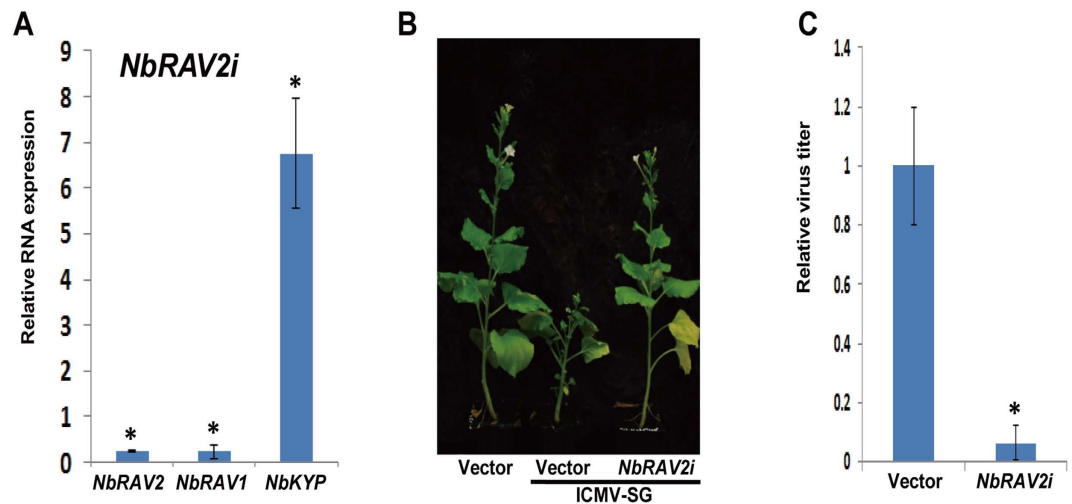 A
NbRAV2i
Relative RNA expression
9
8
7
6
5
4
3
2
1
0
*
*
*
NbRAV2 NbRAV1 NbKYP
B
Vector Vector NbRAV2i
ICMV-SG
C
Relative virus titer
1.4
1.2
1
0.8
0.6
0.4
0.2
0
*
Vector NbRAV2i